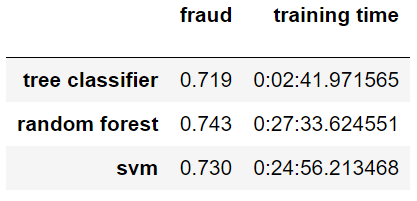 fraud training time
tree classifier 0.719 0:02:41.971565
random forest 0.743 0:27:33.624551
svm 0.730 0:24:56.213468